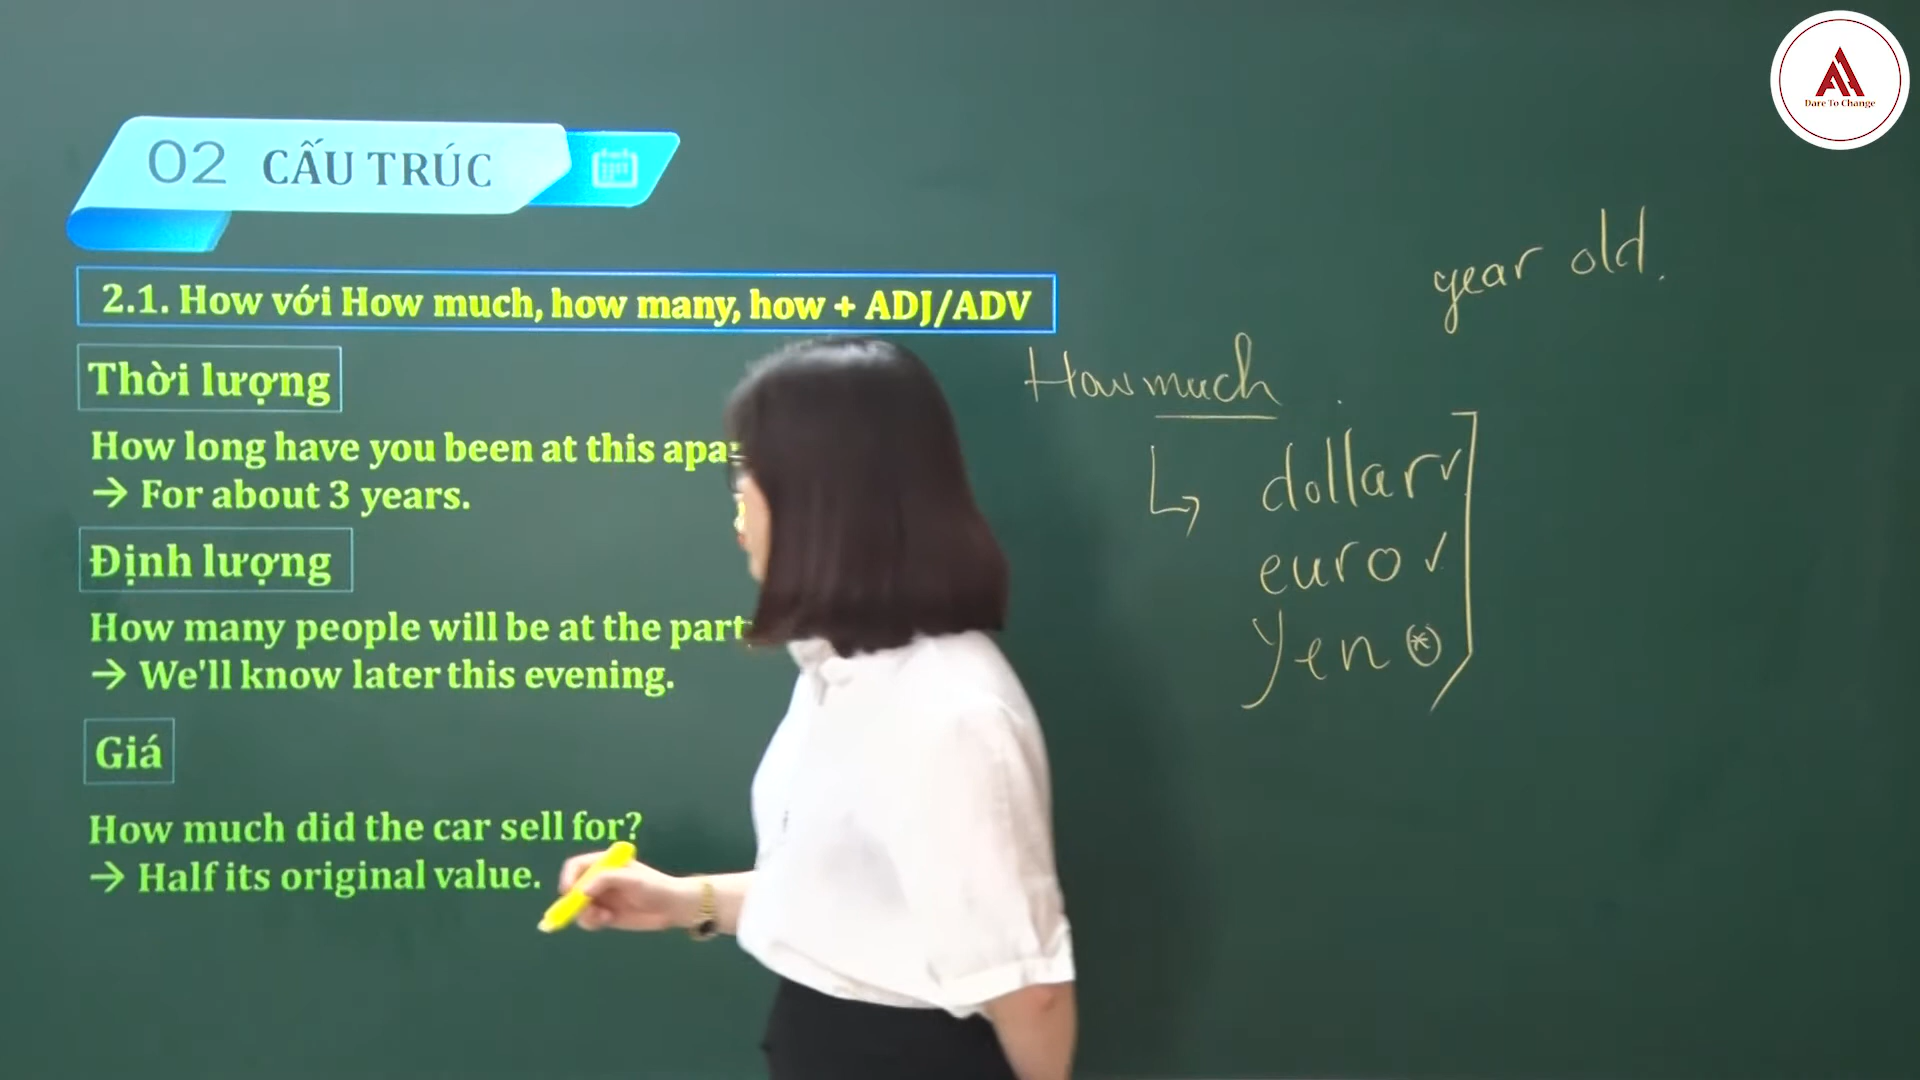 Dare To Change
02 CẤU TRÚC
2.1. How với How much, how many, how + ADJ/ADV
Thời lượng
How long have you been at this
→ For about 3 years.
Định lượng
How many people will be at the
→ We'll know later this evening.
Giá
How much did the car sell for?
→ Half its original value.
year old.
How much
↳ dollar ✓
euro ✓
Yen